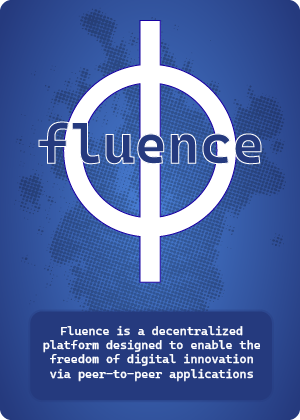 fluence
Fluence is a decentralized
platform designed to enable the
freedom of digital innovation
via peer-to-peer applications